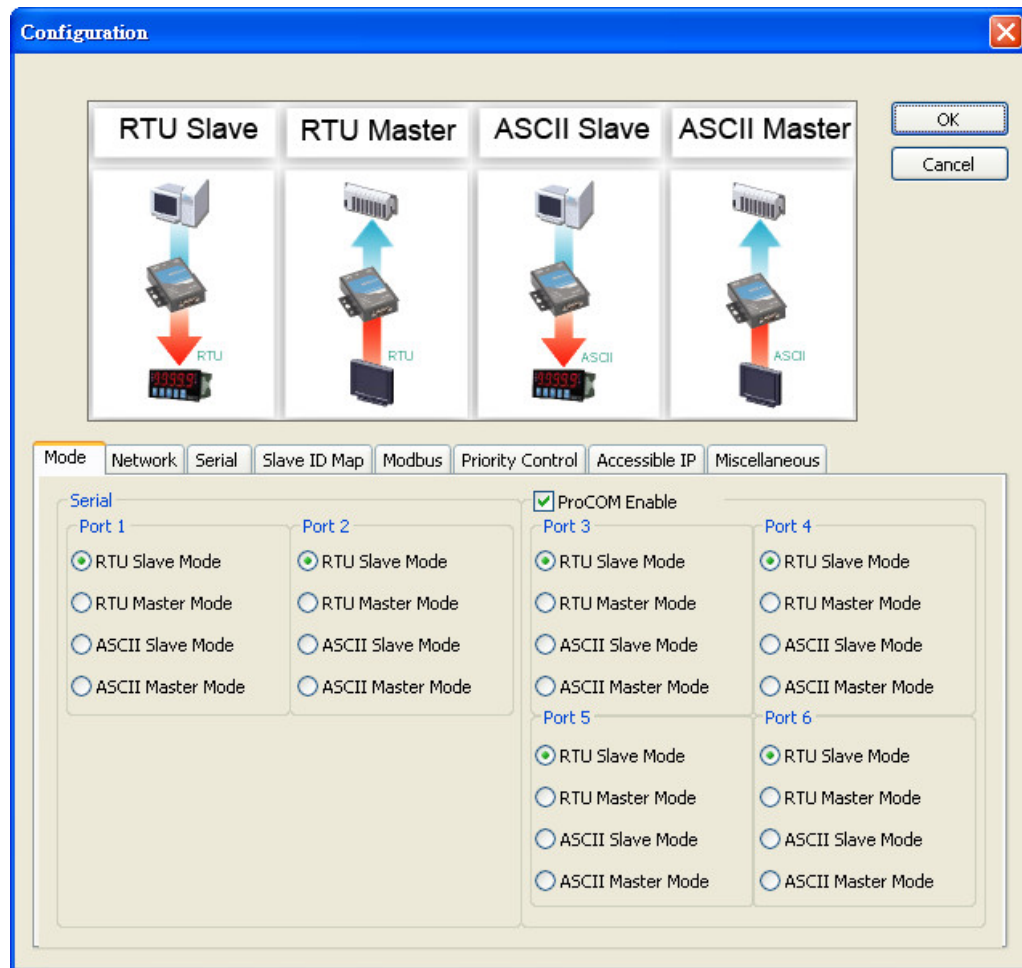 Configuration
RTU Slave RTU Master ASCII Slave ASCII Master
OK
Cancel
RTU RTU ASCII ASCII
99999 99999
Mode Network Serial Slave ID Map Modbus Priority Control Accessible IP Miscellaneous
Serial
Port 1
RTU Slave Mode
RTU Master Mode
ASCII Slave Mode
ASCII Master Mode
Port 2
RTU Slave Mode
RTU Master Mode
ASCII Slave Mode
ASCII Master Mode
ProCOM Enable
Port 3
RTU Slave Mode
RTU Master Mode
ASCII Slave Mode
ASCII Master Mode
Port 4
RTU Slave Mode
RTU Master Mode
ASCII Slave Mode
ASCII Master Mode
Port 5
RTU Slave Mode
RTU Master Mode
ASCII Slave Mode
ASCII Master Mode
Port 6
RTU Slave Mode
RTU Master Mode
ASCII Slave Mode
ASCII Master Mode